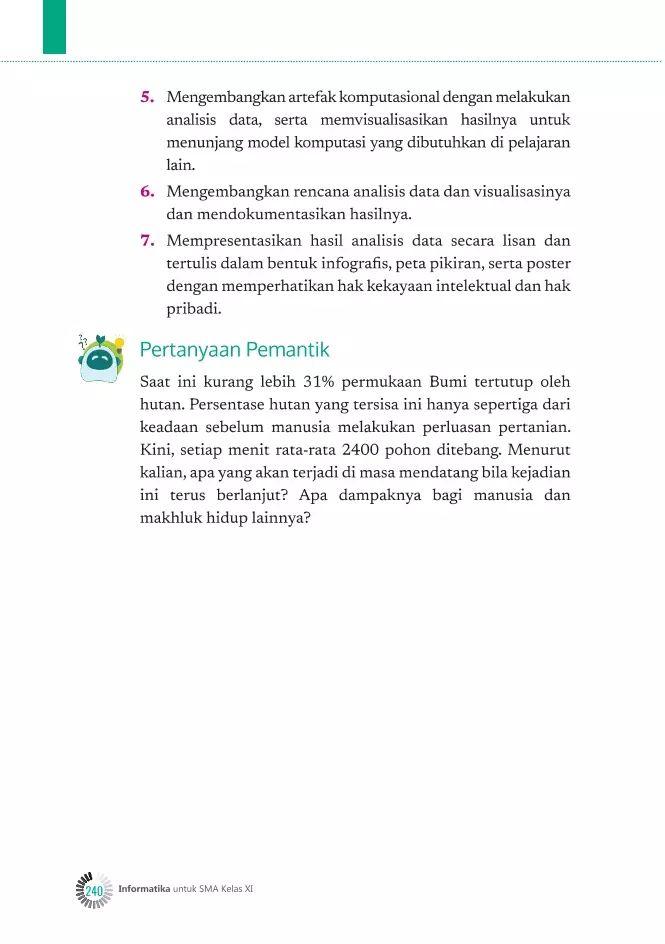 5. Mengembangkan artefak komputasional dengan melakukan
analisis data, serta memvisualisasikan hasilnya untuk
menunjang model komputasi yang dibutuhkan di pelajaran
lain.
6. Mengembangkan rencana analisis data dan visualisasinya
dan mendokumentasikan hasilnya.
7. Mempresentasikan hasil analisis data secara lisan dan
tertulis dalam bentuk infografis, peta pikiran, serta poster
dengan memperhatikan hak kekayaan intelektual dan hak
pribadi.
Pertanyaan Pemantik
Saat ini kurang lebih 31% permukaan Bumi tertutup oleh
hutan. Persentase hutan yang tersisa ini hanya sepertiga dari
keadaan sebelum manusia melakukan perluasan pertanian.
Kini, setiap menit rata-rata 2400 pohon ditebang. Menurut
kalian, apa yang akan terjadi di masa mendatang bila kejadian
ini terus berlanjut? Apa dampaknya bagi manusia dan
makhluk hidup lainnya?
240 Informatika untuk SMA Kelas XI